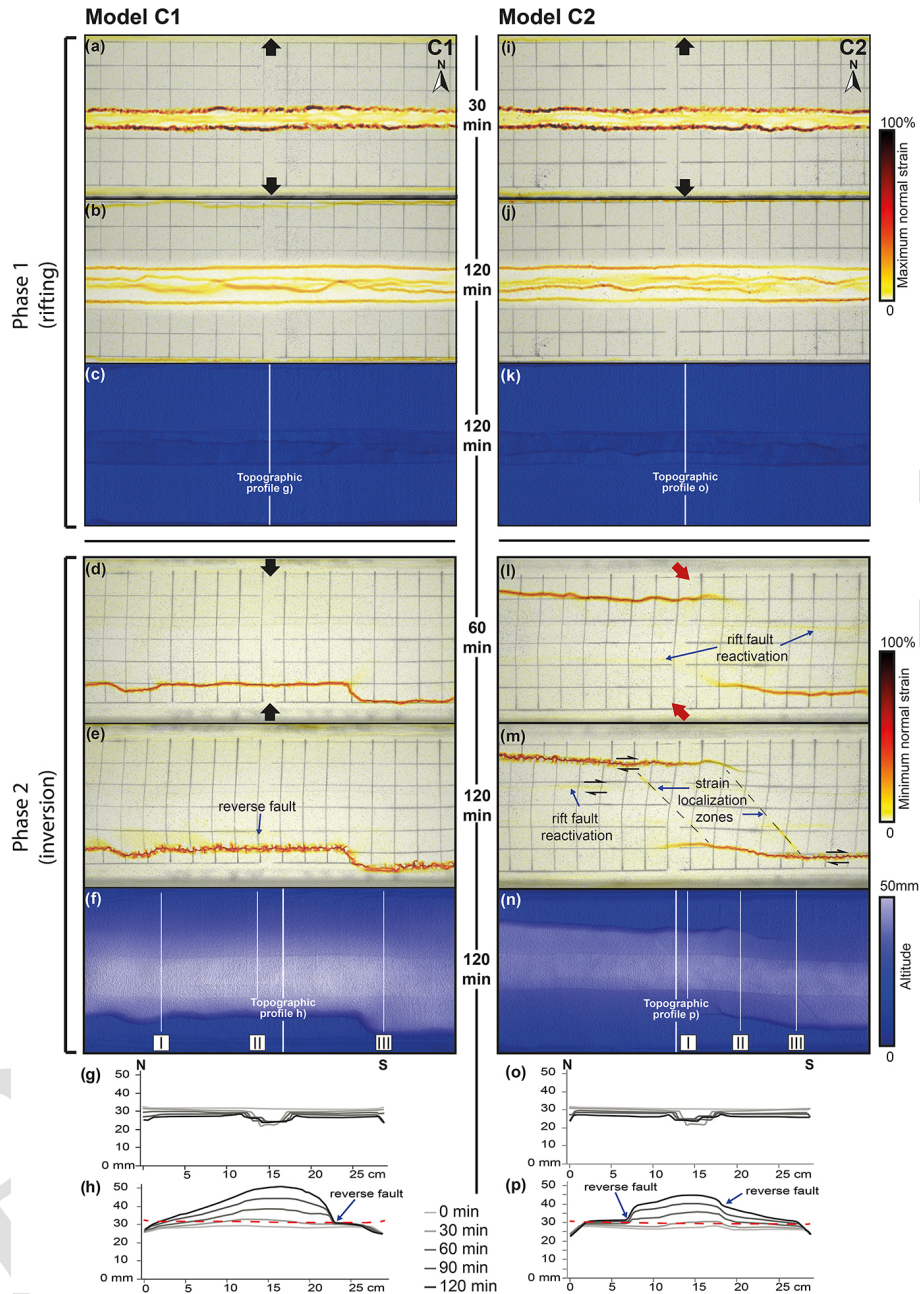 Model C1
Model C2
Phase 1
(rifting)
(a)
C1
N
30
min
(i)
C2
N
100%
Maximum normal strain
0
(b)
120
min
(j)
(c)
Topographic
profile g)
120
min
(k)
Topographic
profile o)
Phase 2
(inversion)
(d)
60
min
(l)
rift fault
reactivation
100%
Minimum normal strain
0
(e)
reverse fault
120
min
(m)
rift fault
reactivation
strain
localization
zones
(f)
Topographic
profile h)
I
II
III
120
min
(n)
Topographic
profile p)
I
II
III
50mm
Altitude
0
(g)
N
S
50
40
30
20
10
0 mm
5
10
15
20
25 cm
(o)
N
S
50
40
30
20
10
0 mm
0
5
10
15
20
25 cm
(h)
reverse fault
50
40
30
20
10
0 mm
0
5
10
15
20
25 cm
0 min
30 min
60 min
90 min
120 min
(p)
reverse fault
reverse fault
50
40
30
20
10
0 mm
0
5
10
15
20
25 cm